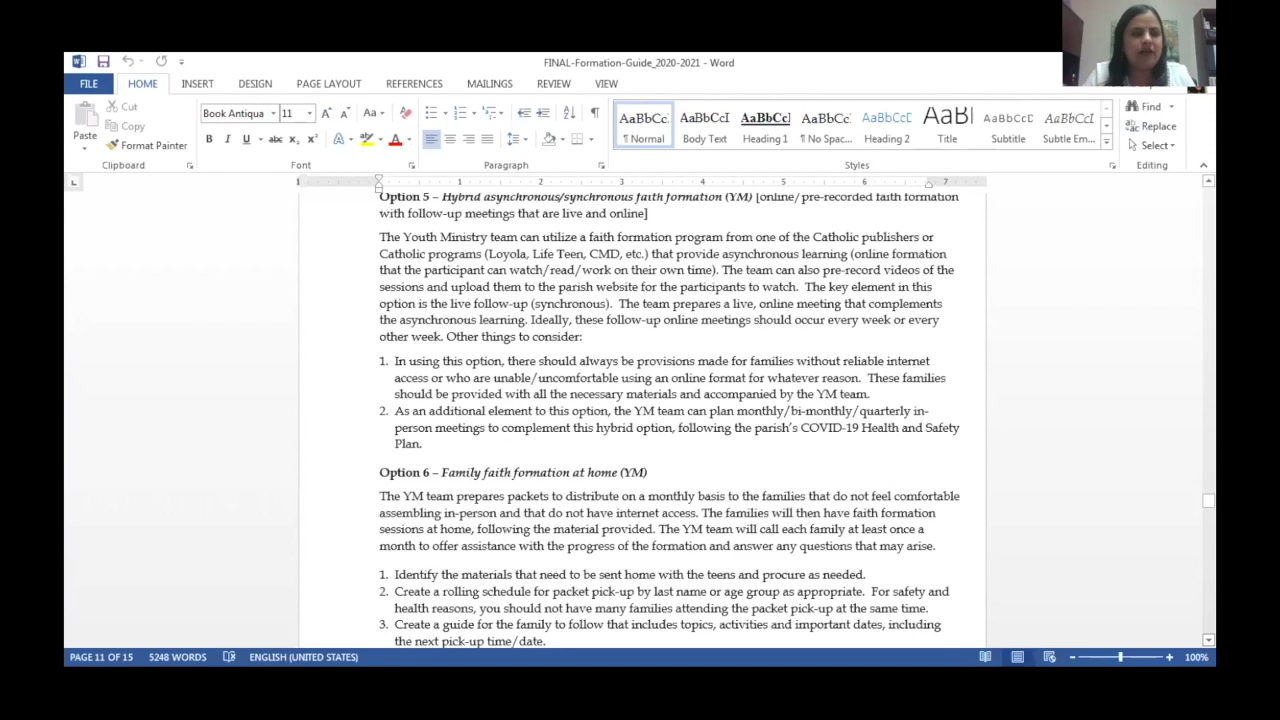 FINAL-Formation-Guide_2020-2021 - Word
FILE HOME INSERT DESIGN PAGE LAYOUT REFERENCES MAILINGS REVIEW VIEW
Cut
Copy
Format Painter
Paste
Clipboard
Book Antiqua 11
Font
Paragraph
AaBbCc. AaBbCcI AaBbCc AaBbCc. AaBbCcI AaBI AaBbCcD AaBbCcD
¶ Normal Body Text Heading 1 ¶ No Spac... Heading 2 Title Subtitle Subtle Em...
Styles
Find
Replace
Select
Editing
1 1 2 3 4 5 6 7
Option 5 – Hybrid asynchronous/synchronous faith formation (YM) [online/pre-recorded faith formation
with follow-up meetings that are live and online]
The Youth Ministry team can utilize a faith formation program from one of the Catholic publishers or
Catholic programs (Loyola, Life Teen, CMD, etc.) that provide asynchronous learning (online formation
that the participant can watch/read/work on their own time). The team can also pre-record videos of the
sessions and upload them to the parish website for the participants to watch. The key element in this
option is the live follow-up (synchronous). The team prepares a live, online meeting that complements
the asynchronous learning. Ideally, these follow-up online meetings should occur every week or every
other week. Other things to consider:
1. In using this option, there should always be provisions made for families without reliable internet
access or who are unable/uncomfortable using an online format for whatever reason. These families
should be provided with all the necessary materials and accompanied by the YM team.
2. As an additional element to this option, the YM team can plan monthly/bi-monthly/quarterly in-
person meetings to complement this hybrid option, following the parish's COVID-19 Health and Safety
Plan.
Option 6 – Family faith formation at home (YM)
The YM team prepares packets to distribute on a monthly basis to the families that do not feel comfortable
assembling in-person and that do not have internet access. The families will then have faith formation
sessions at home, following the material provided. The YM team will call each family at least once a
month to offer assistance with the progress of the formation and answer any questions that may arise.
1. Identify the materials that need to be sent home with the teens and procure as needed.
2. Create a rolling schedule for packet pick-up by last name or age group as appropriate. For safety and
health reasons, you should not have many families attending the packet pick-up at the same time.
3. Create a guide for the family to follow that includes topics, activities and important dates, including
the next pick-up time/date.
PAGE 11 OF 15 5248 WORDS ENGLISH (UNITED STATES) 100%